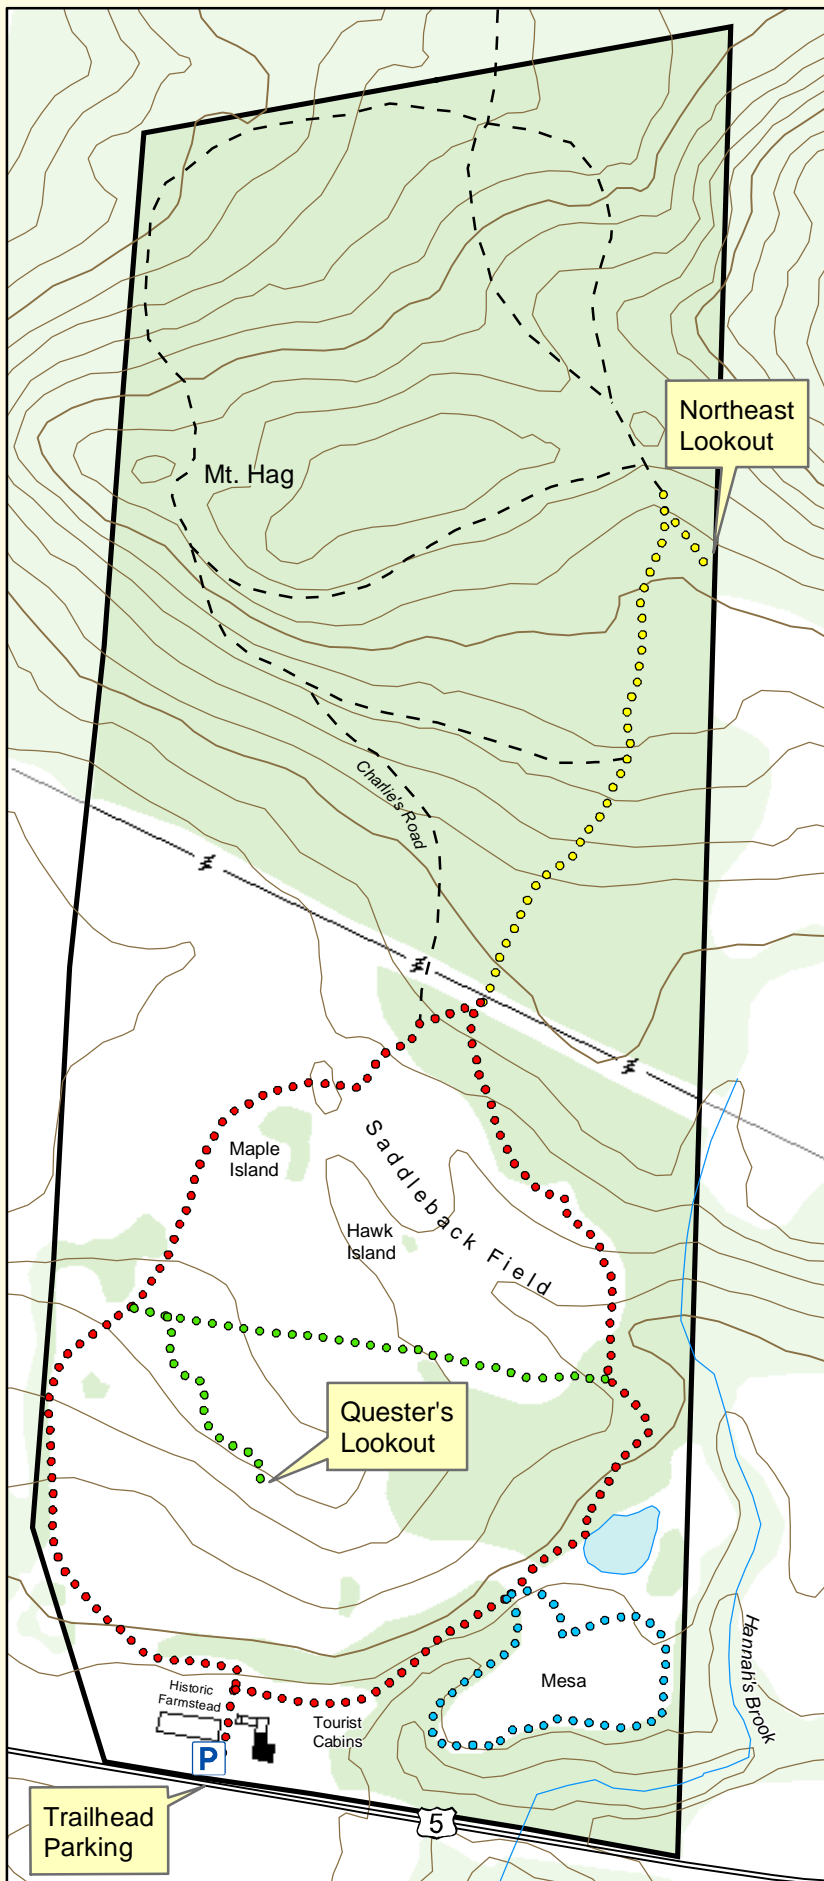 Northeast
Lookout
Mt. Hag
Charlie's Road
Maple
Island
Saddleback Field
Hawk
Island
Quester's
Lookout
Hannah's Brook
Mesa
Historic
Farmstead
Tourist
Cabins
P
Trailhead
Parking
5